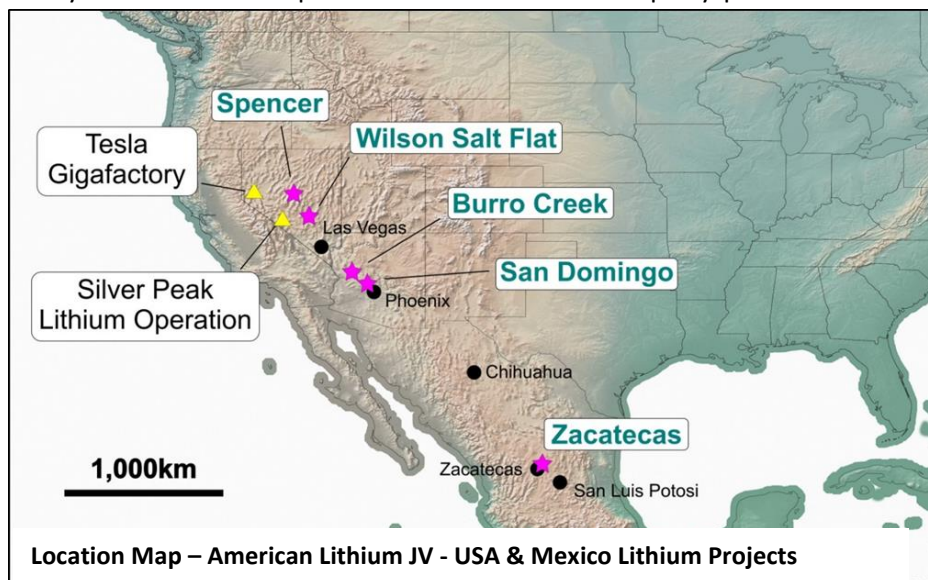 Spencer
Tesla
Gigafactory
Wilson Salt Flat
Burro Creek
Las Vegas
San Domingo
Silver Peak
Lithium Operation
Phoenix
Chihuahua
Zacatecas
1,000km
Zacatecas
San Luis Potosi
Location Map – American Lithium JV - USA & Mexico Lithium Projects